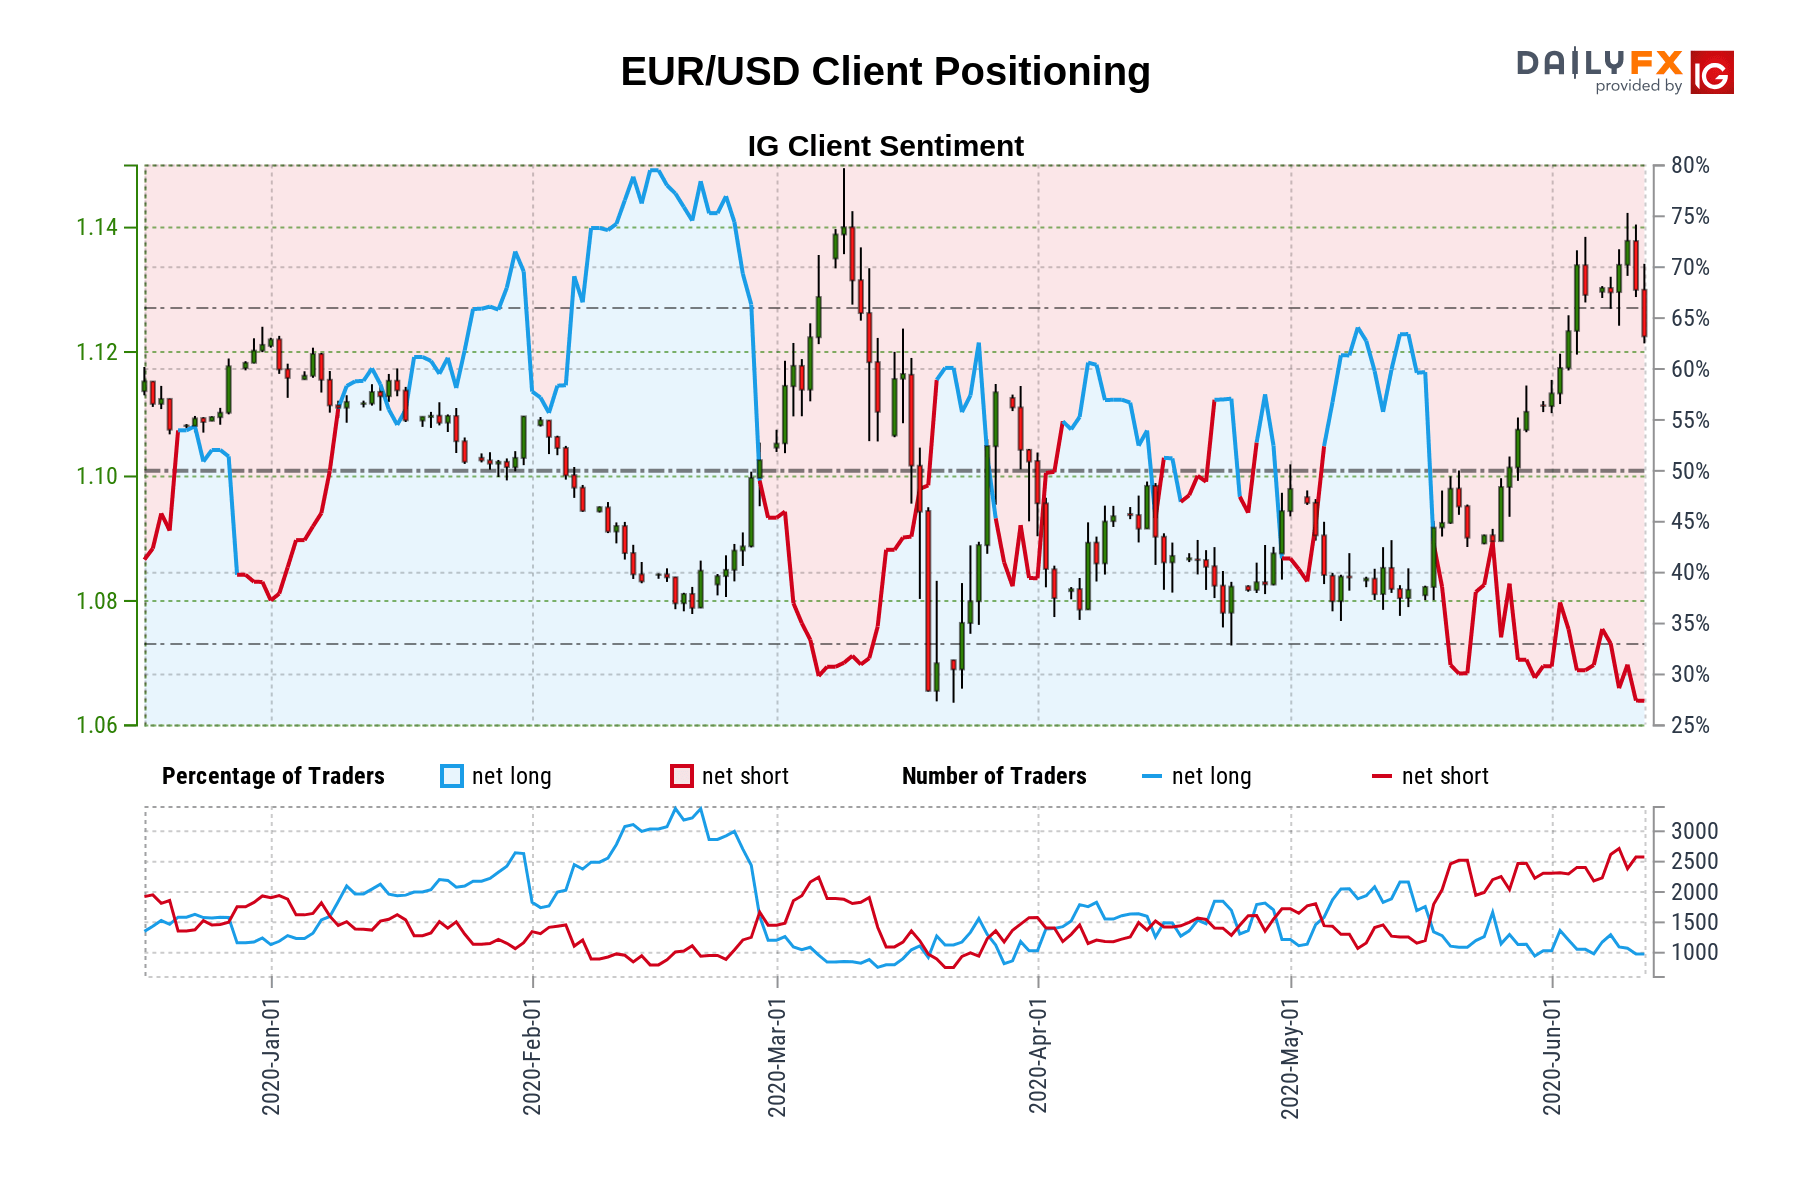 EUR/USD Client Positioning
DAILYFX
provided by IG
IG Client Sentiment
1.14
1.12
1.10
1.08
1.06
80%
75%
70%
65%
60%
55%
50%
45%
40%
35%
30%
25%
Percentage of Traders net long net short Number of Traders net long net short
3000
2500
2000
1500
1000
2020-Jan-01
2020-Feb-01
2020-Mar-01
2020-Apr-01
2020-May-01
2020-Jun-01